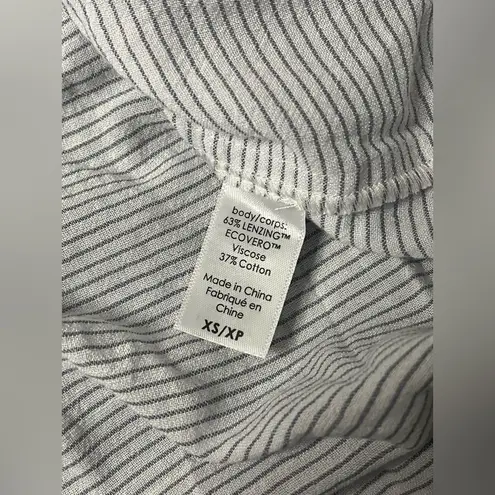 body/corps:
63% LENZING™
ECOVERO™
Viscose
37% Cotton
Made in China
Fabriqué en
Chine
XS/XP